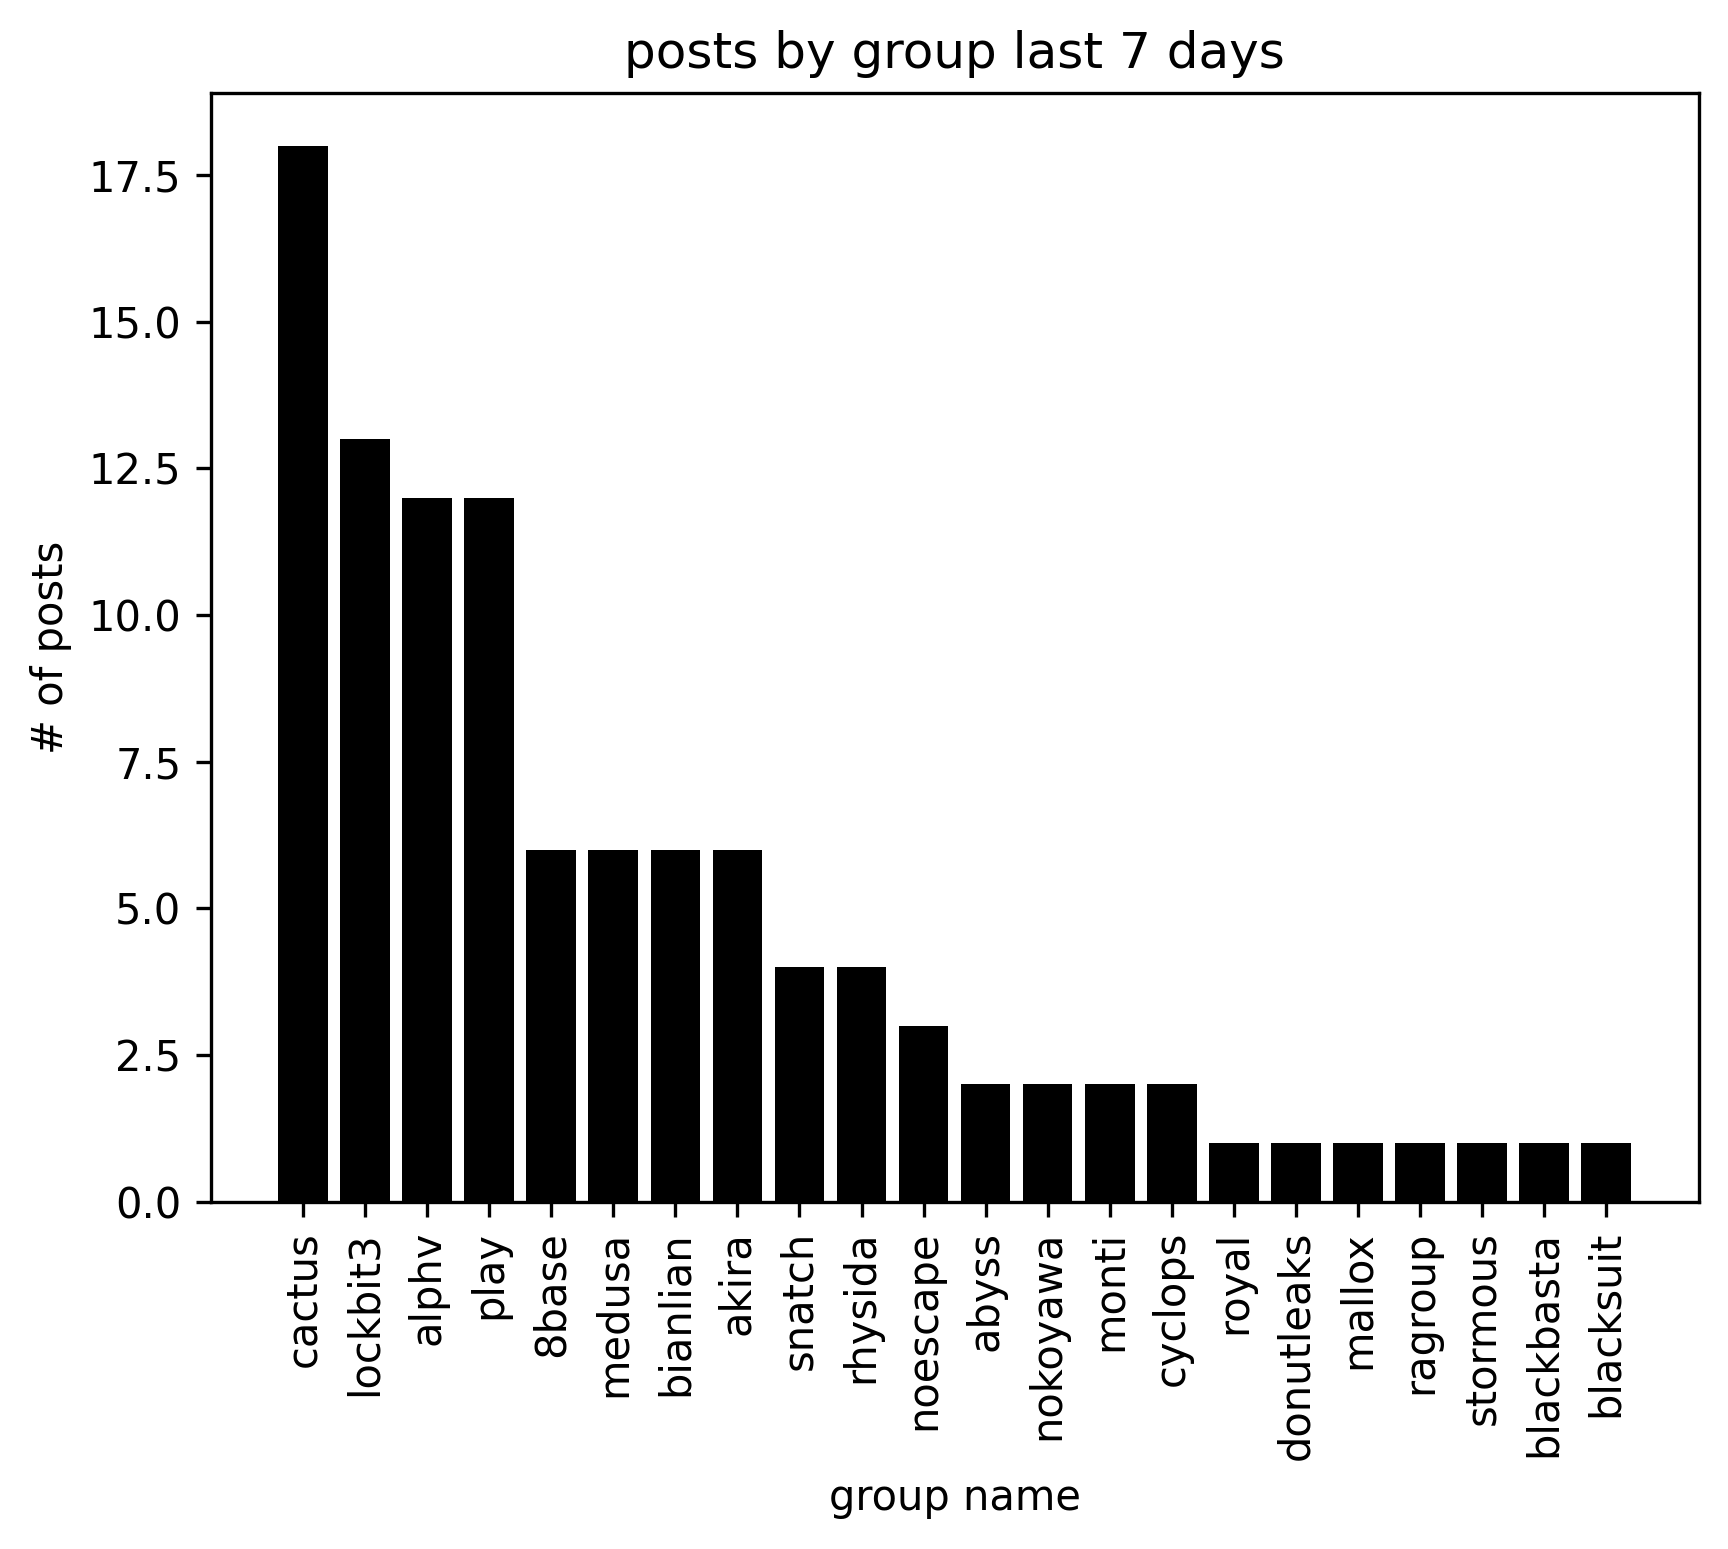 posts by group last 7 days
# of posts
17.5
15.0
12.5
10.0
7.5
5.0
2.5
0.0
cactus
lockbit3
alphv
play
8base
medusa
bianlian
akira
snatch
rhysida
noescape
abyss
nokoyawa
monti
cyclops
royal
donutleaks
mallox
ragroup
stormous
blackbasta
blacksuit
group name